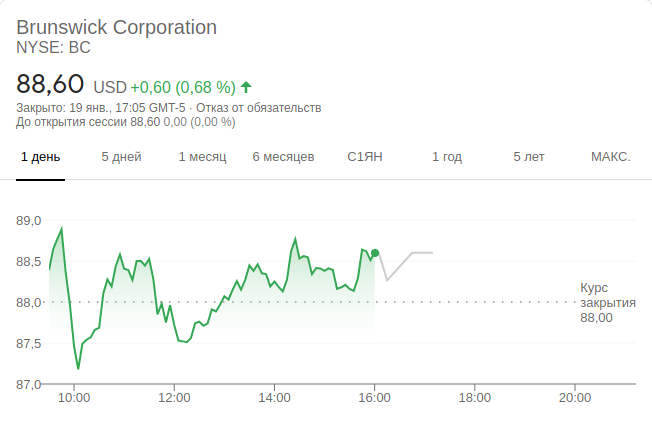 Brunswick Corporation
NYSE: BC
88,60 USD +0,60 (0,68 %)
Закрыто: 19 янв., 17:05 GMT-5 · Отказ от обязательств
До открытия сессии 88,60 0,00 (0,00 %)
1 день 5 дней 1 месяц 6 месяцев С1ЯН 1 год 5 лет МАКС.
89,0
88,5
88,0
87,5
87,0
Курс
закрытия
88,00
10:00 12:00 14:00 16:00 18:00 20:00